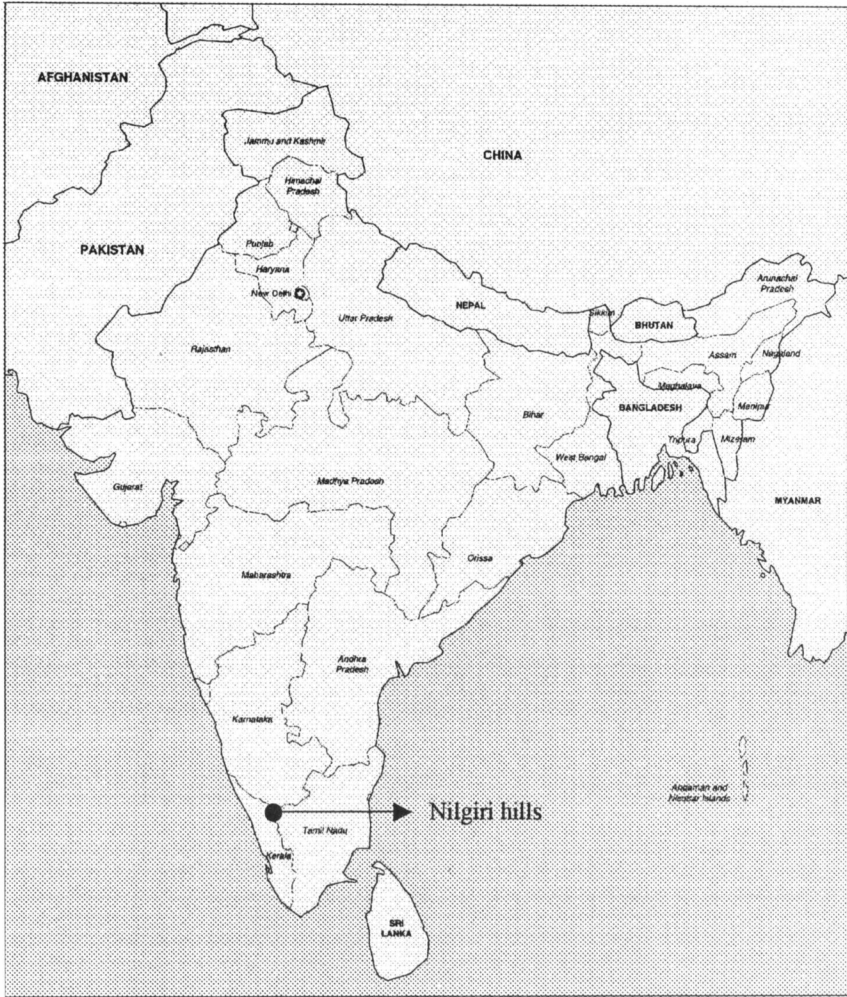 AFGHANISTAN
Jammu and Kashmir
CHINA
Himachal
Pradesh
PAKISTAN
Punjab
Haryana
New Delhi
Arunachal
Pradesh
NEPAL
Sikkim
BHUTAN
Uttar Pradesh
Rajasthan
Assam
Nagaland
Meghalaya
BANGLADESH
Manipur
Bihar
Tripura
Mizoram
West Bengal
Gujarat
Madhya Pradesh
MYANMAR
Orissa
Maharashtra
Andhra
Pradesh
Karnataka
Andaman and
Nicobar Islands
Nilgiri hills
Tamil Nadu
Kerala
SRI
LANKA